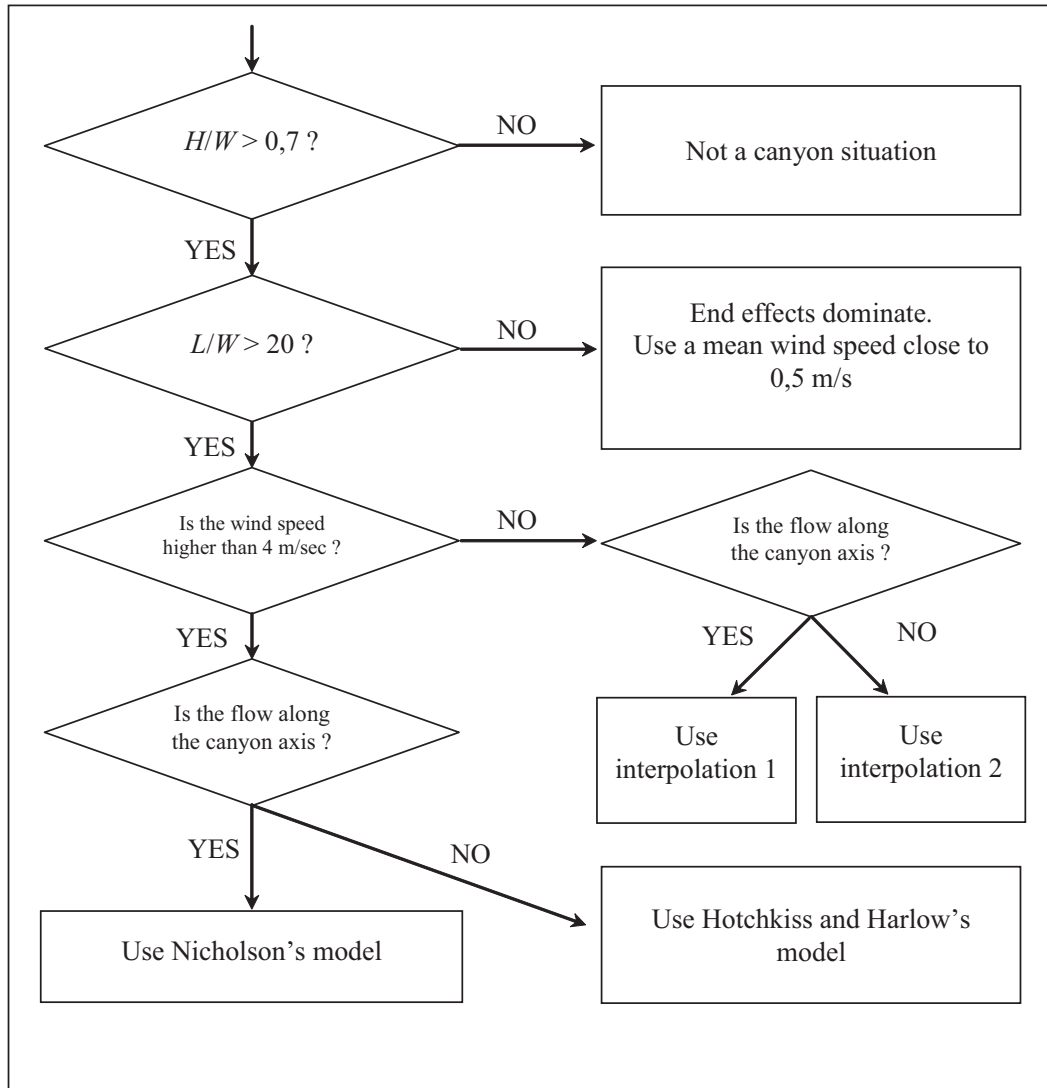 H/W > 0,7 ?
NO
Not a canyon situation
YES
L/W > 20 ?
NO
End effects dominate.
Use a mean wind speed close to
0,5 m/s
YES
Is the wind speed
higher than 4 m/sec ?
NO
Is the flow along
the canyon axis ?
YES
YES
NO
Is the flow along
the canyon axis ?
Use
interpolation 1
Use
interpolation 2
YES
NO
Use Nicholson’s model
Use Hotchkiss and Harlow’s
model